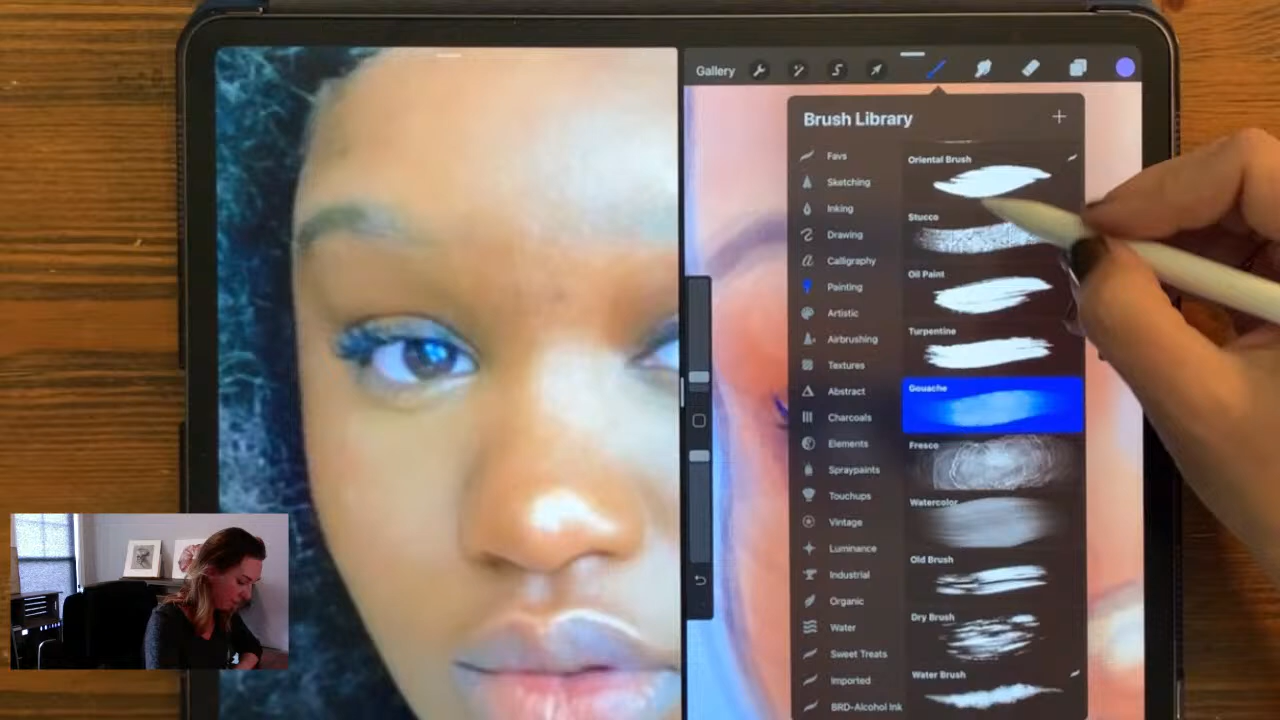 Gallery
Brush Library
Favs
Sketching
Inking
Drawing
Calligraphy
Painting
Artistic
Airbrushing
Textures
Abstract
Charcoals
Elements
Spraypaints
Touchups
Vintage
Luminance
Industrial
Organic
Water
Sweet Treats
Imported
BRD-Alcohol Ink
Oriental Brush
Stucco
Oil Paint
Turpentine
Gouache
Fresco
Watercolor
Old Brush
Dry Brush
Water Brush